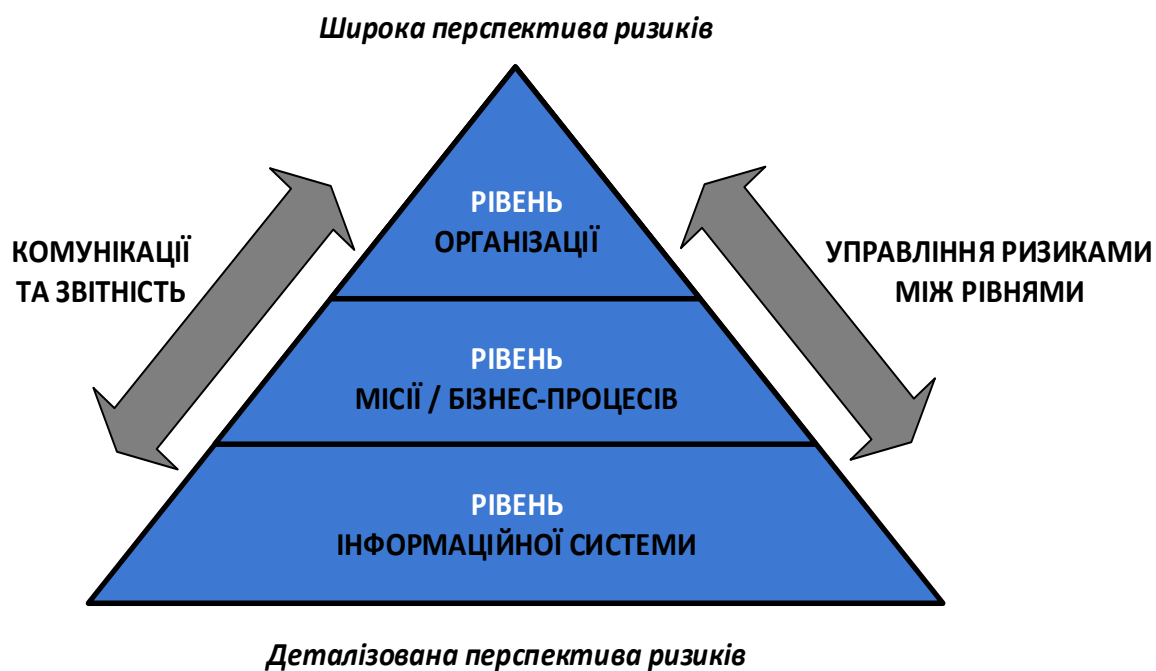 Широка перспектива ризиків
РІВЕНЬ
ОРГАНІЗАЦІЇ
КОМУНІКАЦІЇ
ТА ЗВІТНІСТЬ
УПРАВЛІННЯ РИЗИКАМИ
МІЖ РІВНЯМИ
РІВЕНЬ
МІСІЇ / БІЗНЕС-ПРОЦЕСІВ
РІВЕНЬ
ІНФОРМАЦІЙНОЇ СИСТЕМИ
Деталізована перспектива ризиків